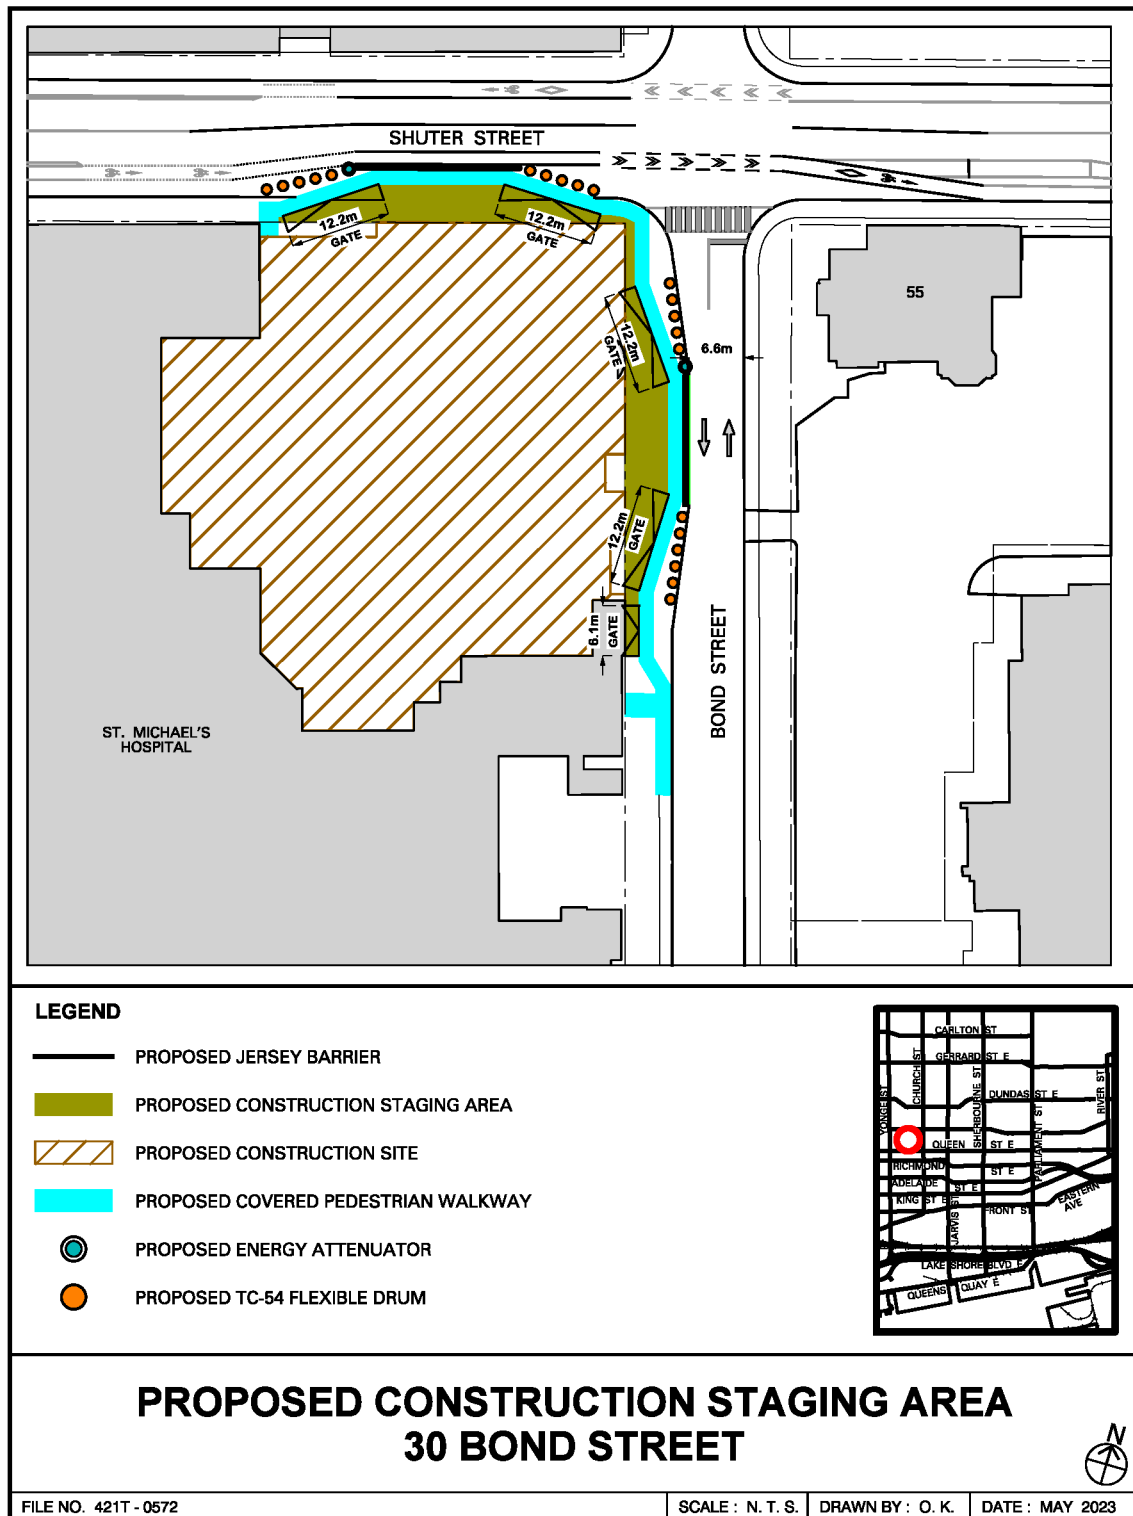 SHUTER STREET
12.2m
GATE
12.2m
GATE
55
12.2m
GATE
6.6m
12.2m
GATE
6.1m
GATE
BOND STREET
ST. MICHAEL'S
HOSPITAL
LEGEND
PROPOSED JERSEY BARRIER
PROPOSED CONSTRUCTION STAGING AREA
PROPOSED CONSTRUCTION SITE
PROPOSED COVERED PEDESTRIAN WALKWAY
PROPOSED ENERGY ATTENUATOR
PROPOSED TC-54 FLEXIBLE DRUM
CARLTON ST
GERRARD ST E
DUNDAS ST E
YONGE ST
CHURCH ST
SHERBOURNE ST
PARLIAMENT ST
RIVER ST
QUEEN ST E
RICHMOND ST E
ADELAIDE ST E
KING ST E
FRONT ST
JARVIS ST
EASTERN
AVE
LAKE SHORE BLVD E
QUEENS QUAY E
PROPOSED CONSTRUCTION STAGING AREA
30 BOND STREET
N
FILE NO. 421T - 0572
SCALE : N. T. S.
DRAWN BY : O. K.
DATE : MAY 2023